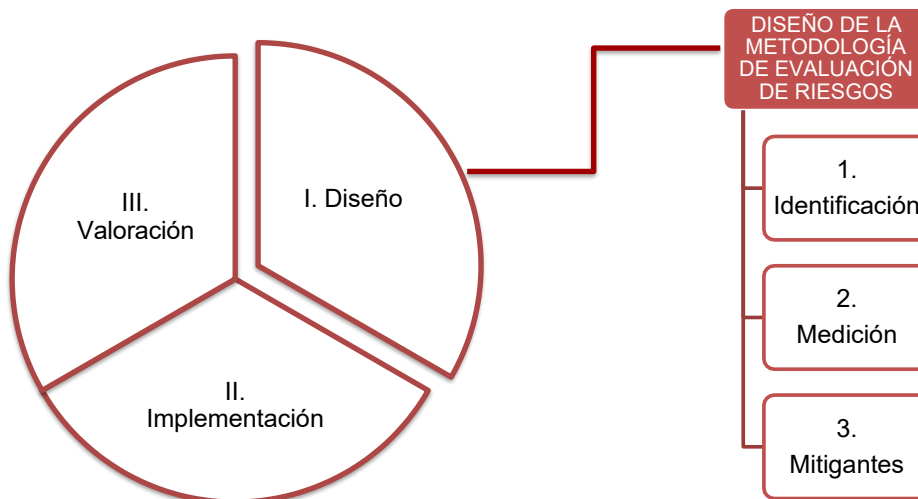 DISEÑO DE LA
METODOLOGÍA
DE EVALUACIÓN
DE RIESGOS
III.
Valoración
I. Diseño
II.
Implementación
1.
Identificación
2.
Medición
3.
Mitigantes